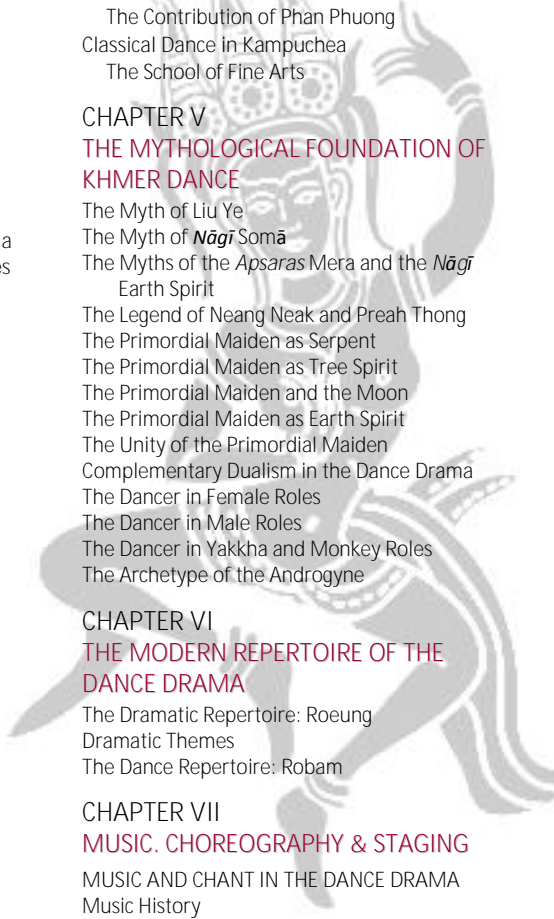 The Contribution of Phan Phuong
Classical Dance in Kampuchea
The School of Fine Arts
CHAPTER V
THE MYTHOLOGICAL FOUNDATION OF
KHMER DANCE
The Myth of Liu Ye
The Myth of Nāgī Somā
a
The Myths of the Apsaras Mera and the Nāgī
es
Earth Spirit
The Legend of Neang Neak and Preah Thong
The Primordial Maiden as Serpent
The Primordial Maiden as Tree Spirit
The Primordial Maiden and the Moon
The Primordial Maiden as Earth Spirit
The Unity of the Primordial Maiden
Complementary Dualism in the Dance Drama
The Dancer in Female Roles
The Dancer in Male Roles
The Dancer in Yakkha and Monkey Roles
The Archetype of the Androgyne
CHAPTER VI
THE MODERN REPERTOIRE OF THE
DANCE DRAMA
The Dramatic Repertoire: Roeung
Dramatic Themes
The Dance Repertoire: Robam
CHAPTER VII
MUSIC. CHOREOGRAPHY & STAGING
MUSIC AND CHANT IN THE DANCE DRAMA
Music History